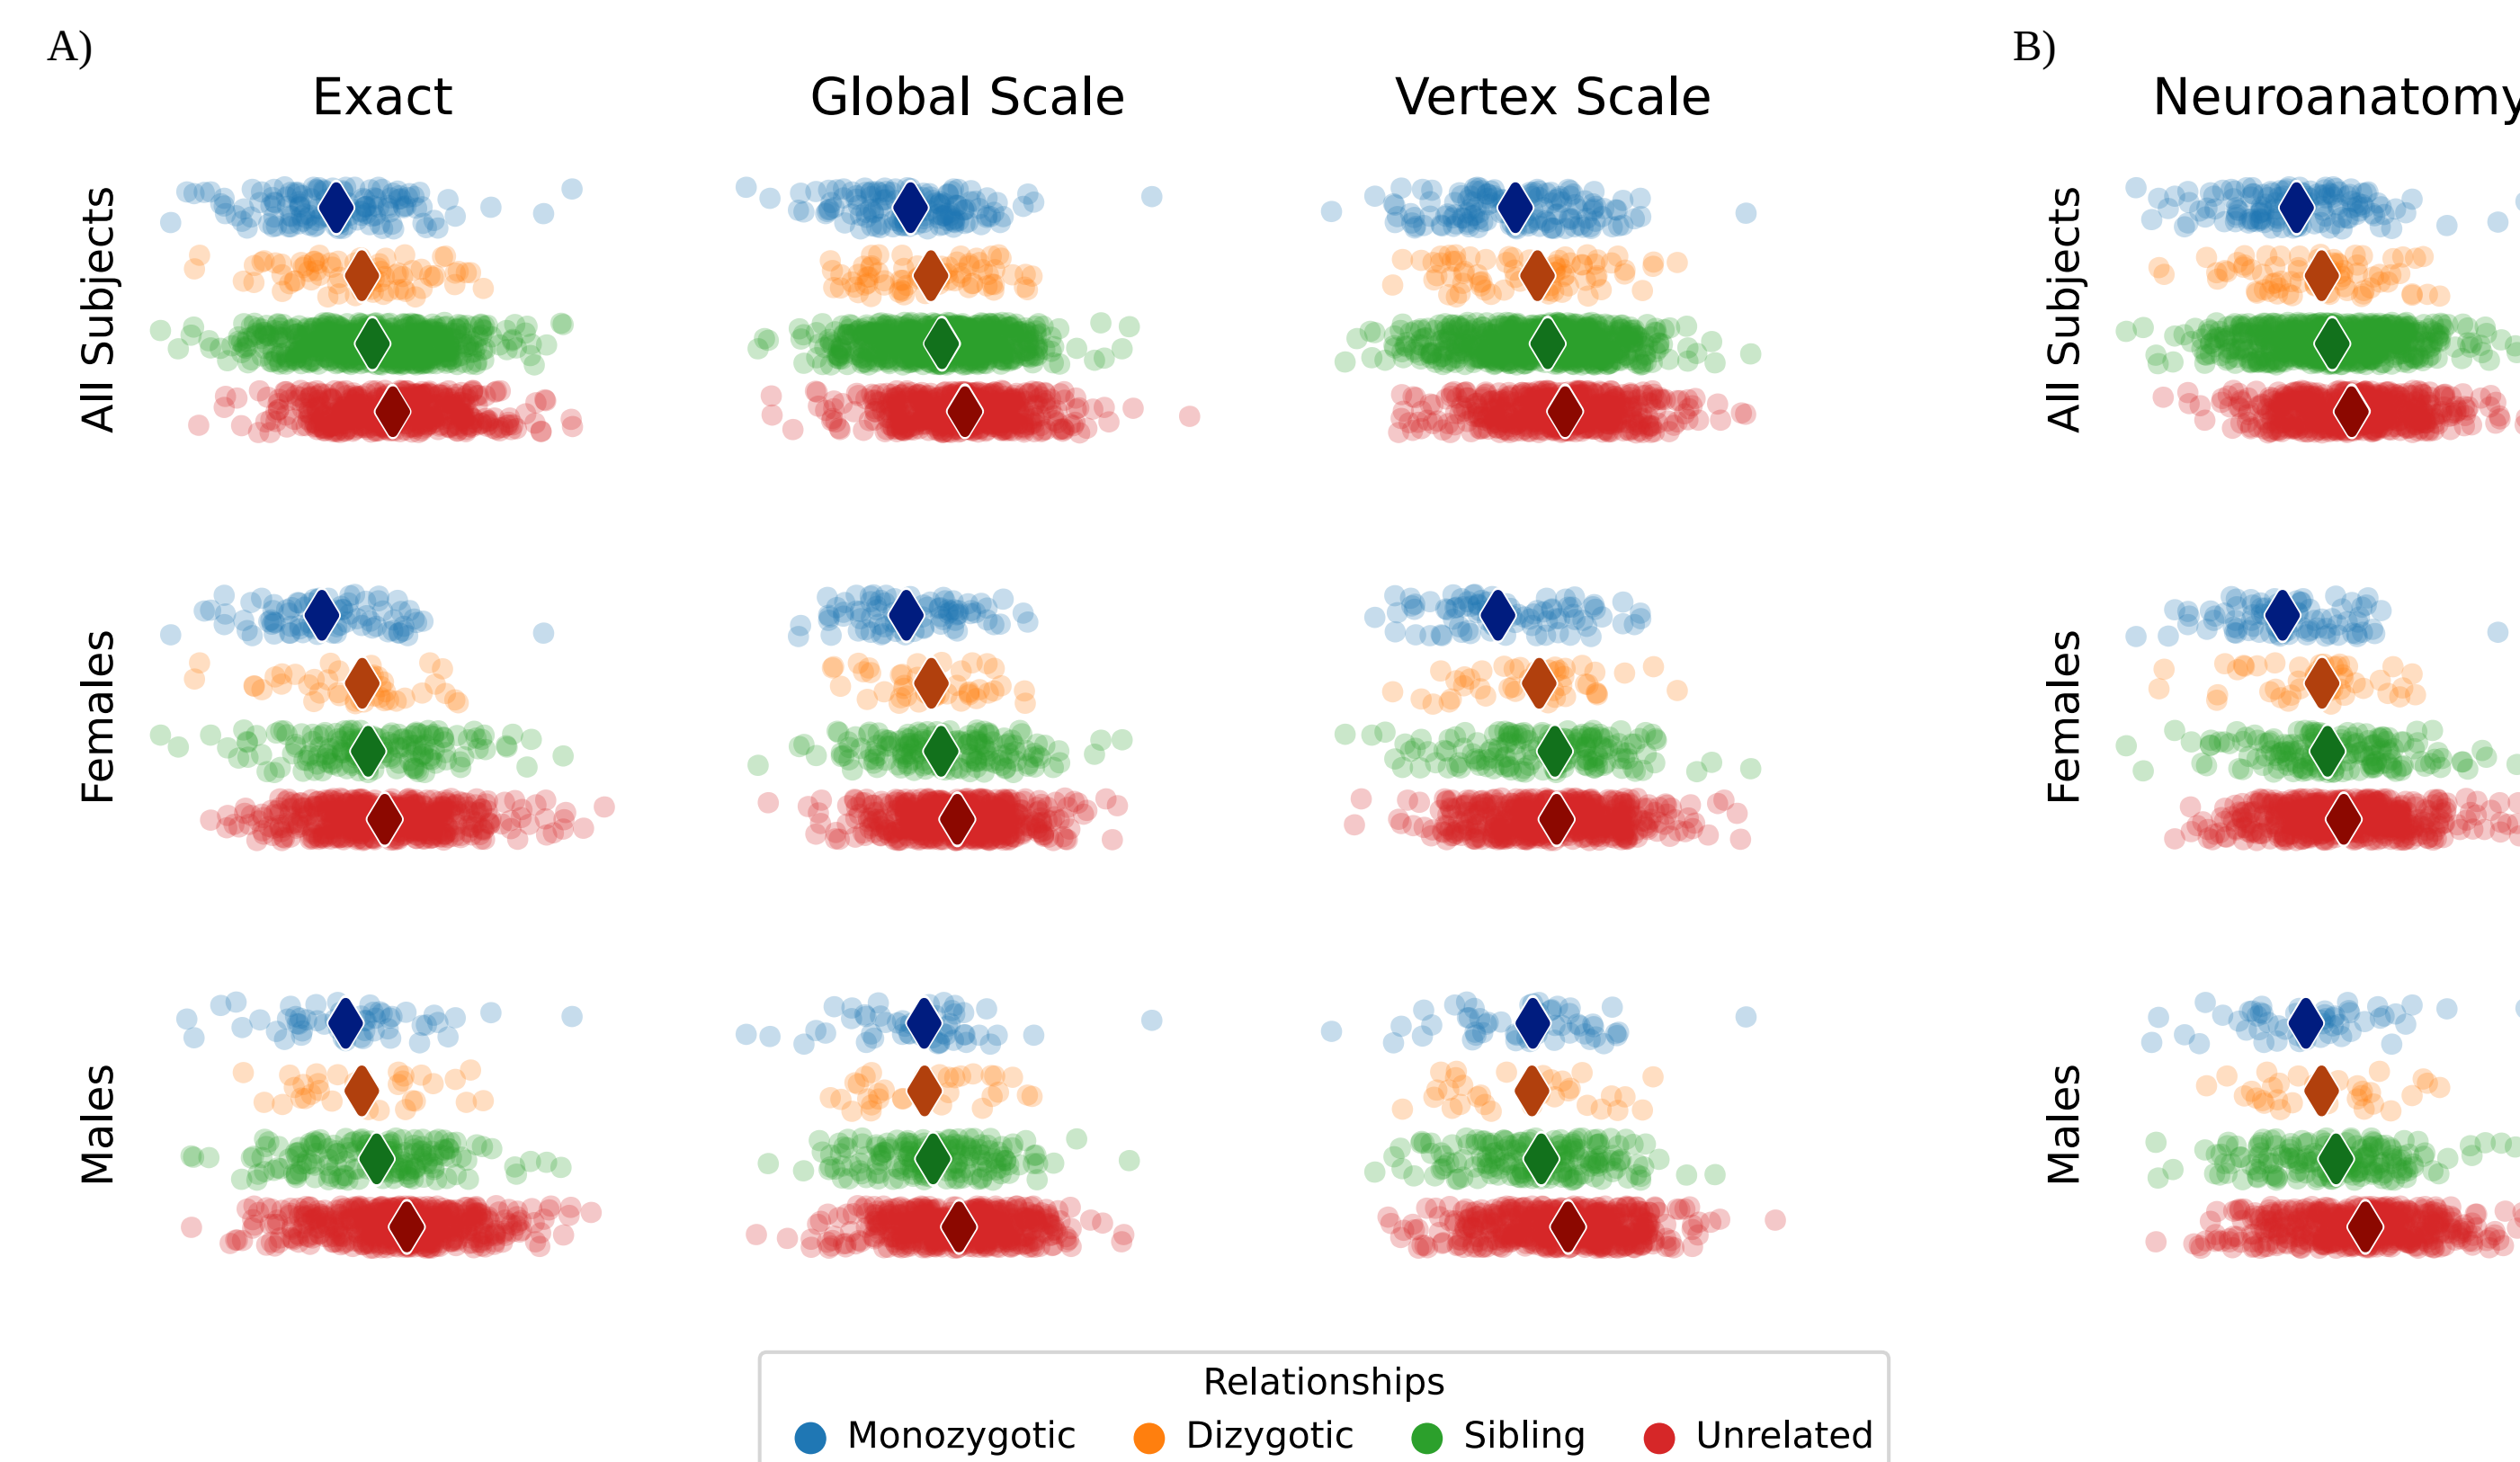 A)
B)
Exact
Global Scale
Vertex Scale
Neuroanatomy
All Subjects
All Subjects
Females
Females
Males
Males
Relationships
Monozygotic
Dizygotic
Sibling
Unrelated